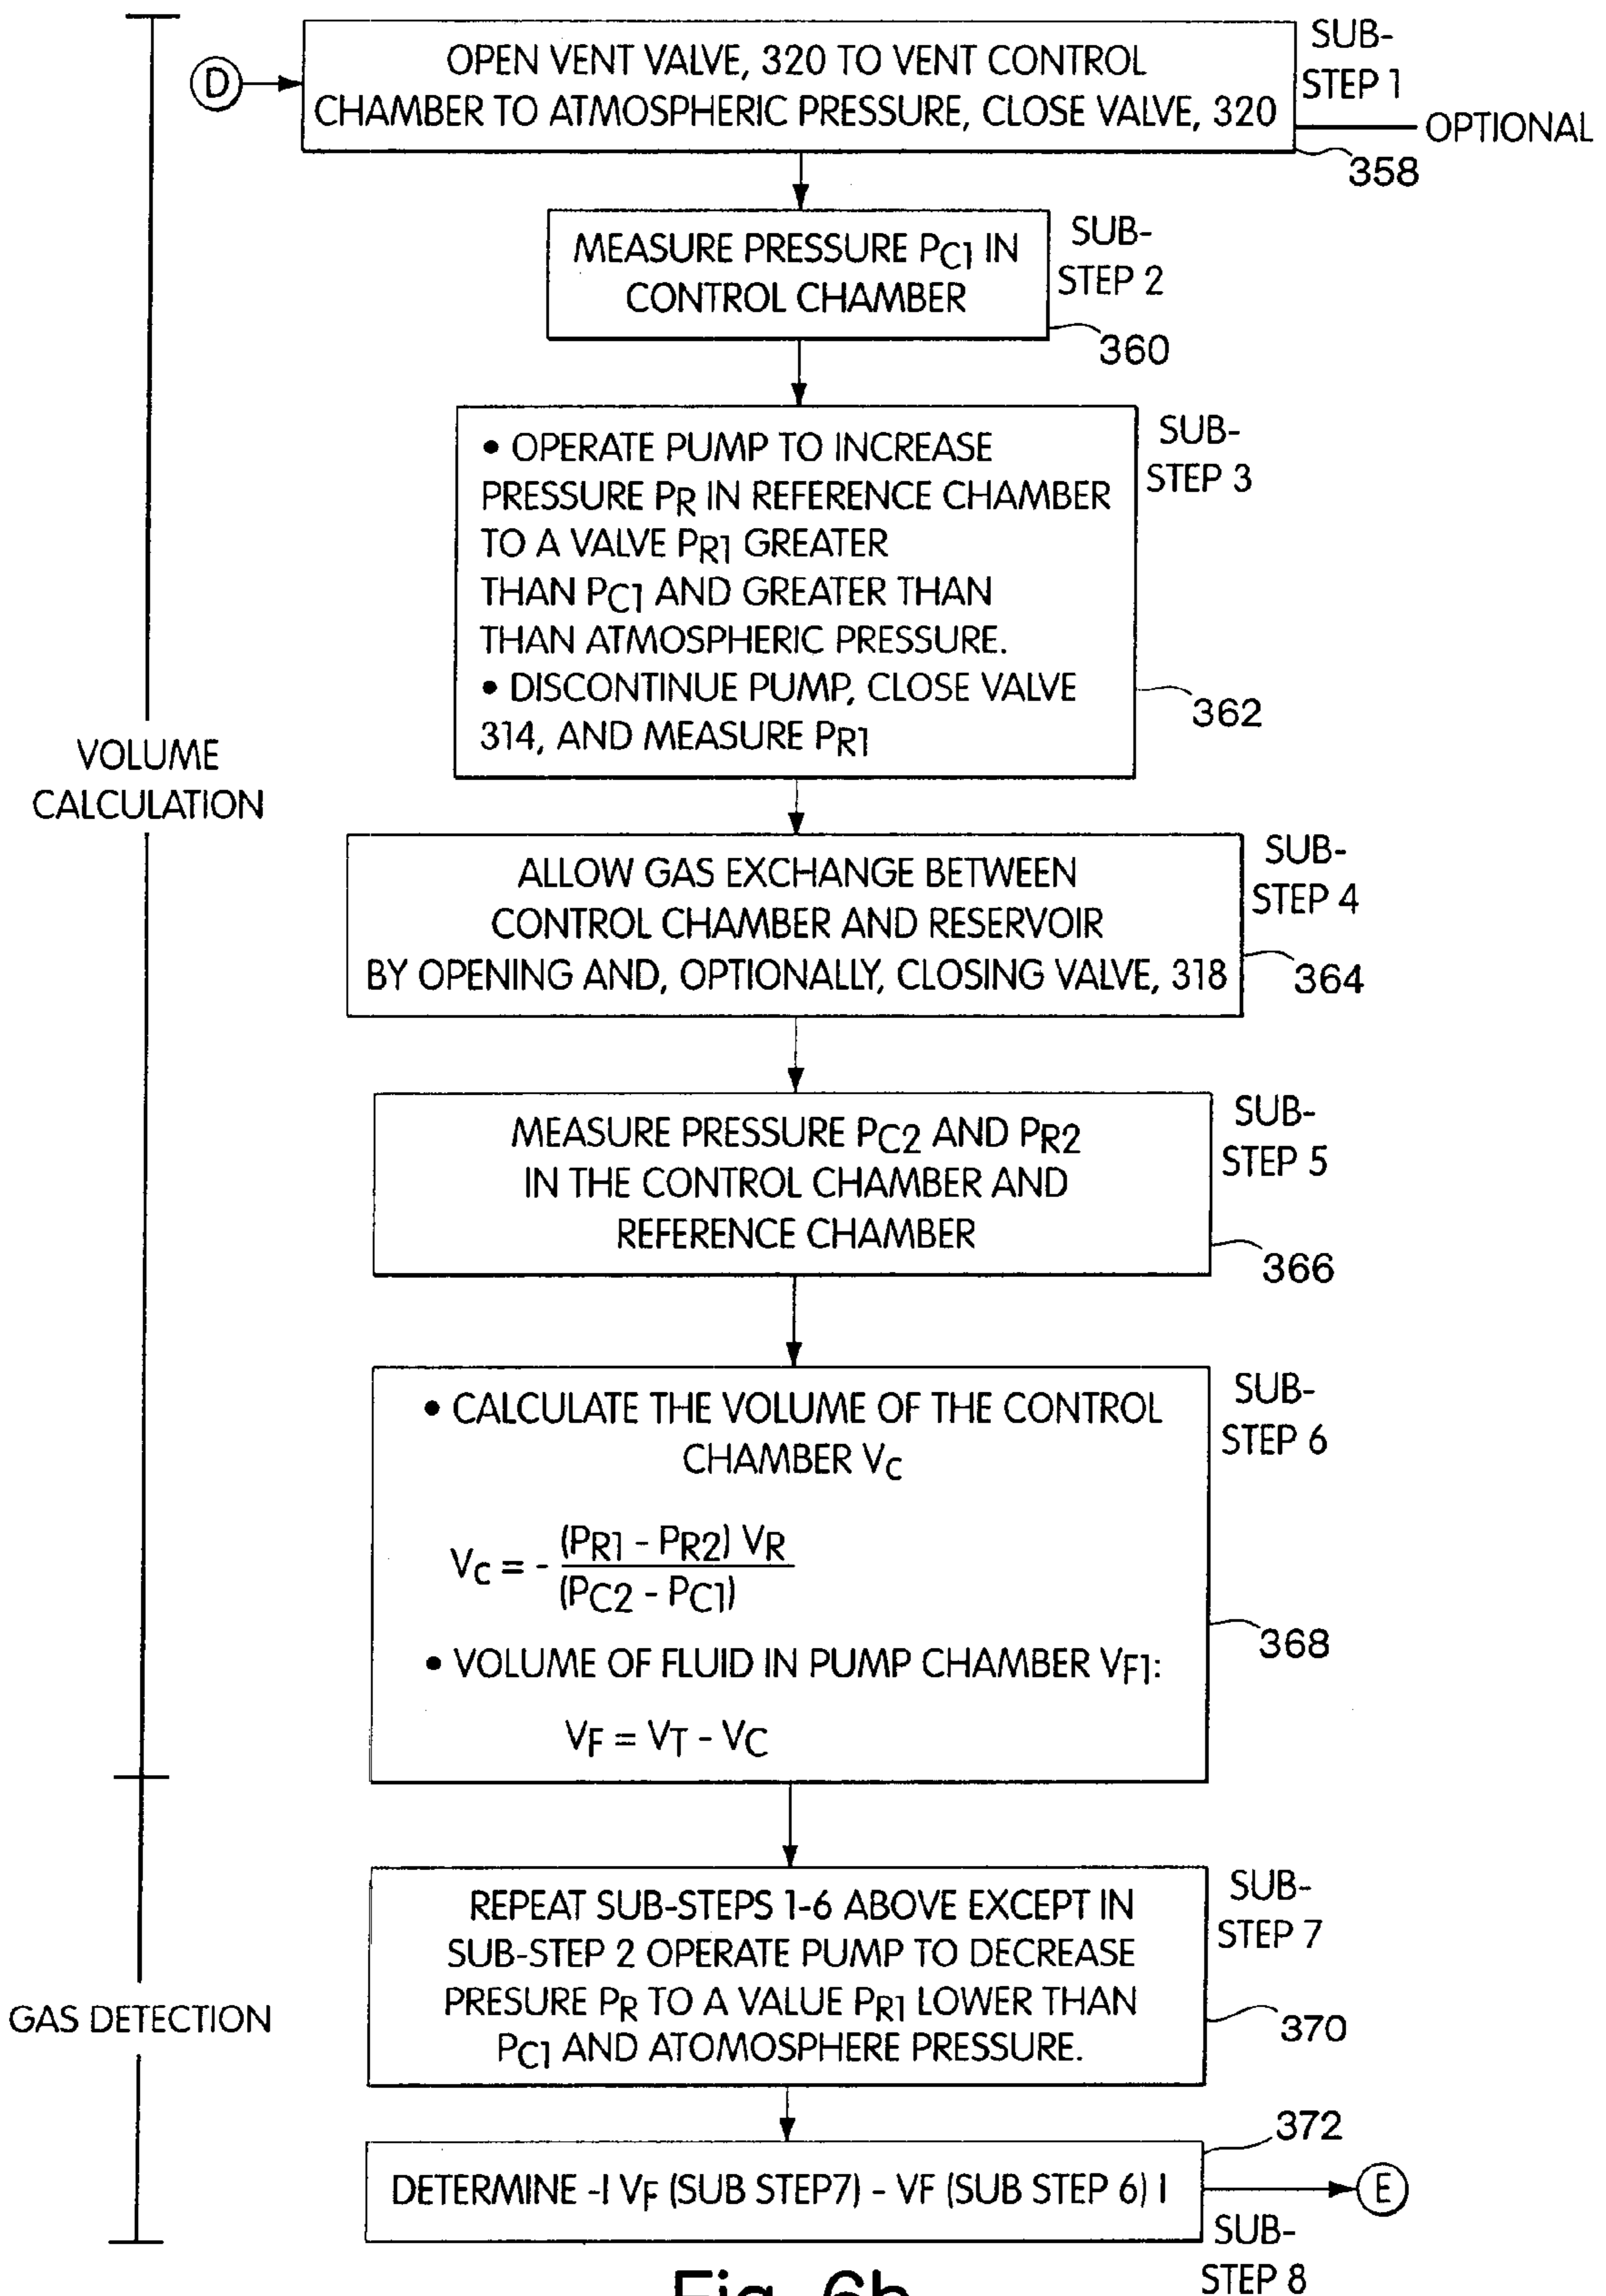 D
OPEN VENT VALVE, 320 TO VENT CONTROL
CHAMBER TO ATMOSPHERIC PRESSURE, CLOSE VALVE, 320
SUB-
STEP 1
OPTIONAL
358
MEASURE PRESSURE PC1 IN
CONTROL CHAMBER
SUB-
STEP 2
360
• OPERATE PUMP TO INCREASE
PRESSURE PR IN REFERENCE CHAMBER
TO A VALVE PR1 GREATER
THAN PC1 AND GREATER THAN
THAN ATMOSPHERIC PRESSURE.
• DISCONTINUE PUMP, CLOSE VALVE
314, AND MEASURE PR1
SUB-
STEP 3
362
VOLUME
CALCULATION
ALLOW GAS EXCHANGE BETWEEN
CONTROL CHAMBER AND RESERVOIR
BY OPENING AND, OPTIONALLY, CLOSING VALVE, 318
SUB-
STEP 4
364
MEASURE PRESSURE PC2 AND PR2
IN THE CONTROL CHAMBER AND
REFERENCE CHAMBER
SUB-
STEP 5
366
• CALCULATE THE VOLUME OF THE CONTROL
CHAMBER VC
SUB-
STEP 6
VC = - (PR1 - PR2) VR
(PC2 - PC1)
• VOLUME OF FLUID IN PUMP CHAMBER VF1:
VF = VT - VC
368
REPEAT SUB-STEPS 1-6 ABOVE EXCEPT IN
SUB-STEP 2 OPERATE PUMP TO DECREASE
PRESURE PR TO A VALUE PR1 LOWER THAN
PC1 AND ATOMOSPHERE PRESSURE.
SUB-
STEP 7
370
GAS DETECTION
372
DETERMINE -I VF (SUB STEP7) - VF (SUB STEP 6) I
E
SUB-
STEP 8
Fig. 6b